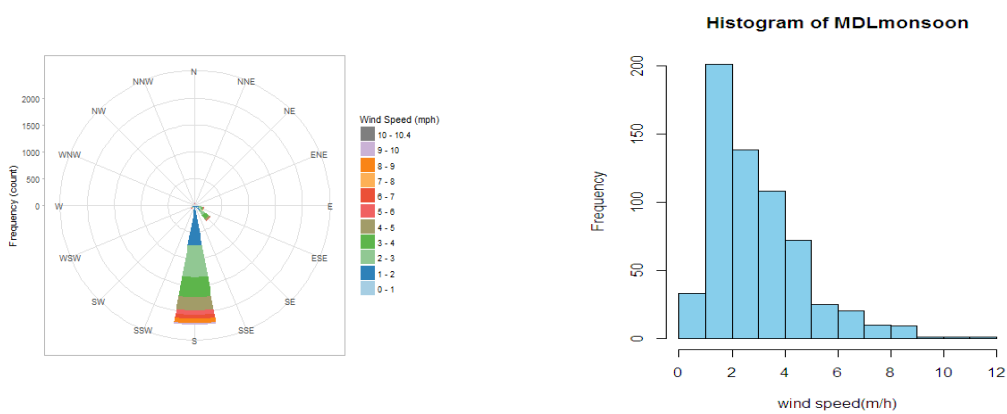 Histogram of MDLmonsoon
N
NNW
NNE
NW
NE
WNW
ENE
W
E
WSW
ESE
SW
SE
SSW
SSE
S
2000
1500
1000
500
0
Frequency (count)
Wind Speed (mph)
10 - 10.4
9 - 10
8 - 9
7 - 8
6 - 7
5 - 6
4 - 5
3 - 4
2 - 3
1 - 2
0 - 1
200
150
100
50
0
Frequency
0 2 4 6 8 10 12
wind speed(m/h)